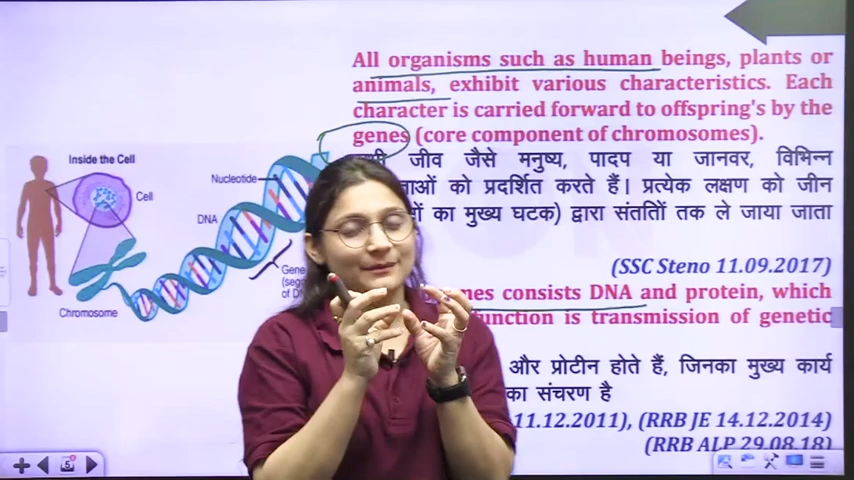 All organisms such as human beings, plants or
animals, exhibit various characteristics. Each
character is carried forward to offspring's by the
genes (core component of chromosomes).
जीव जैसे मनुष्य, पादप या जानवर, विभिन्न
को प्रदर्शित करते हैं। प्रत्येक लक्षण को जीन
का मुख्य घटक) द्वारा संततिों तक ले जाया जाता
(SSC Steno 11.09.2017)
consists DNA and protein, which
function is transmission of genetic
और प्रोटीन होते हैं, जिनका मुख्य कार्य
का संचरण है
11.12.2011), (RRB JE 14.12.2014)
(RRB ALP 29.08.18)
Inside the Cell
Cell
Nucleotide
DNA
Gene
of
Chromosome
5